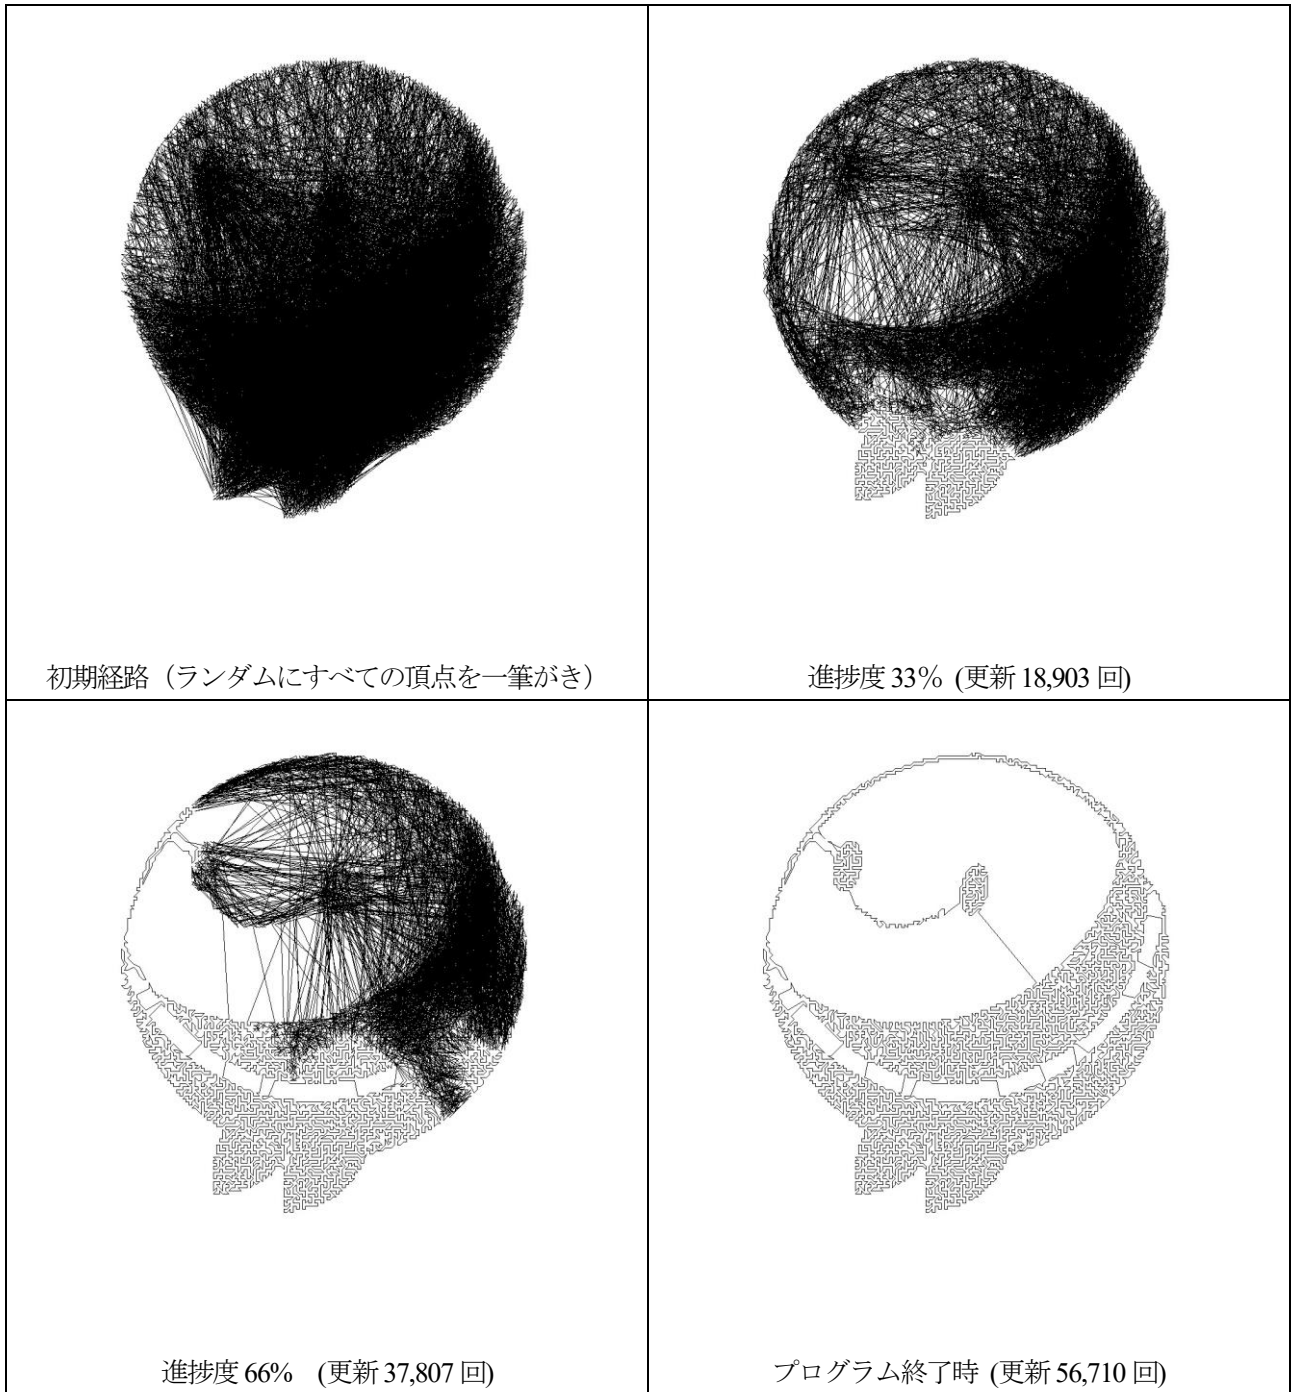 初期経路（ランダムにすべての頂点を一筆がき）
進捗度 33% (更新 18,903 回)
進捗度 66% (更新 37,807 回)
プログラム終了時 (更新 56,710 回)